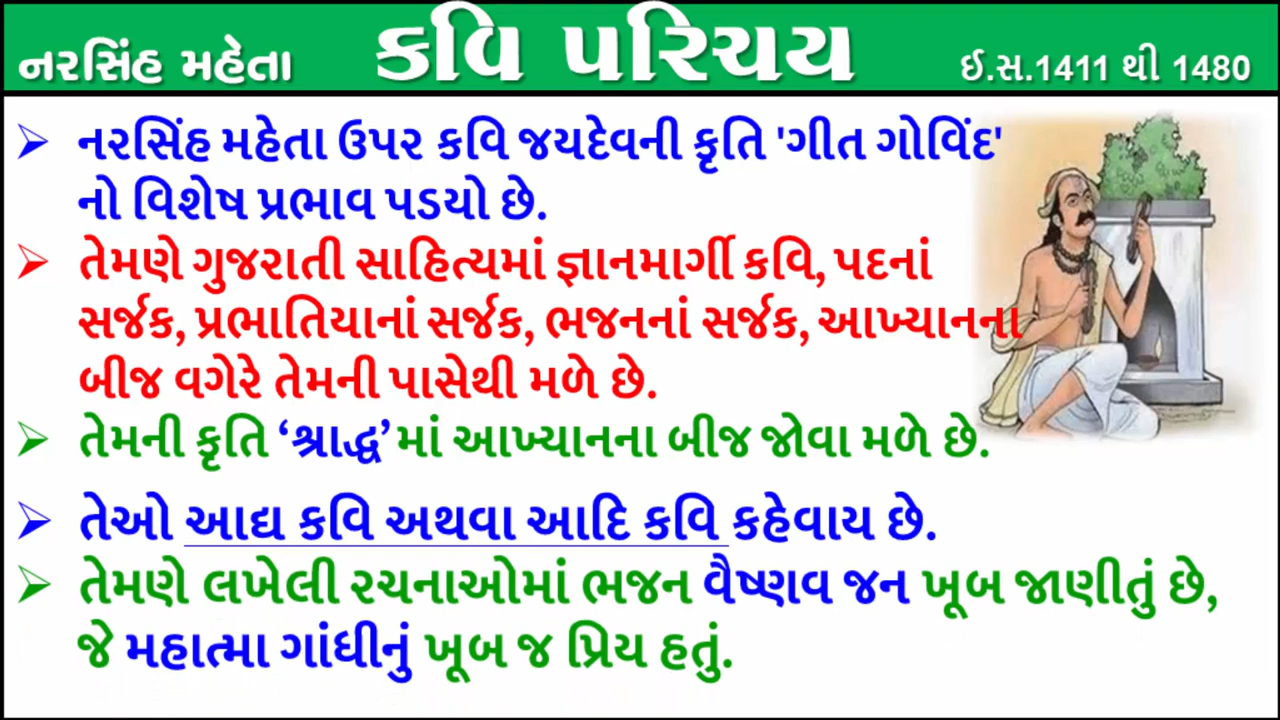 નરસિંહ મહેતા કવિ પરિચય ઈ.સ.1411 થી 1480
➢ નરસિંહ મહેતા ઉપર કવિ જયદેવની કૃતિ 'ગીત ગોવિંદ'
નો વિશેષ પ્રભાવ પડયો છે.
➢ તેમણે ગુજરાતી સાહિત્યમાં જ્ઞાનમાર્ગી કવિ, પદનાં
સર્જક, પ્રભાતિયાનાં સર્જક, ભજનનાં સર્જક, આખ્યાનના
બીજ વગેરે તેમની પાસેથી મળે છે.
➢ તેમની કૃતિ ‘શ્રાદ્ધ’માં આખ્યાનના બીજ જોવા મળે છે.
➢ તેઓ આદ્ય કવિ અથવા આદિ કવિ કહેવાય છે.
➢ તેમણે લખેલી રચનાઓમાં ભજન વૈષ્ણવ જન ખૂબ જાણીતું છે,
જે મહાત્મા ગાંધીનું ખૂબ જ પ્રિય હતું.